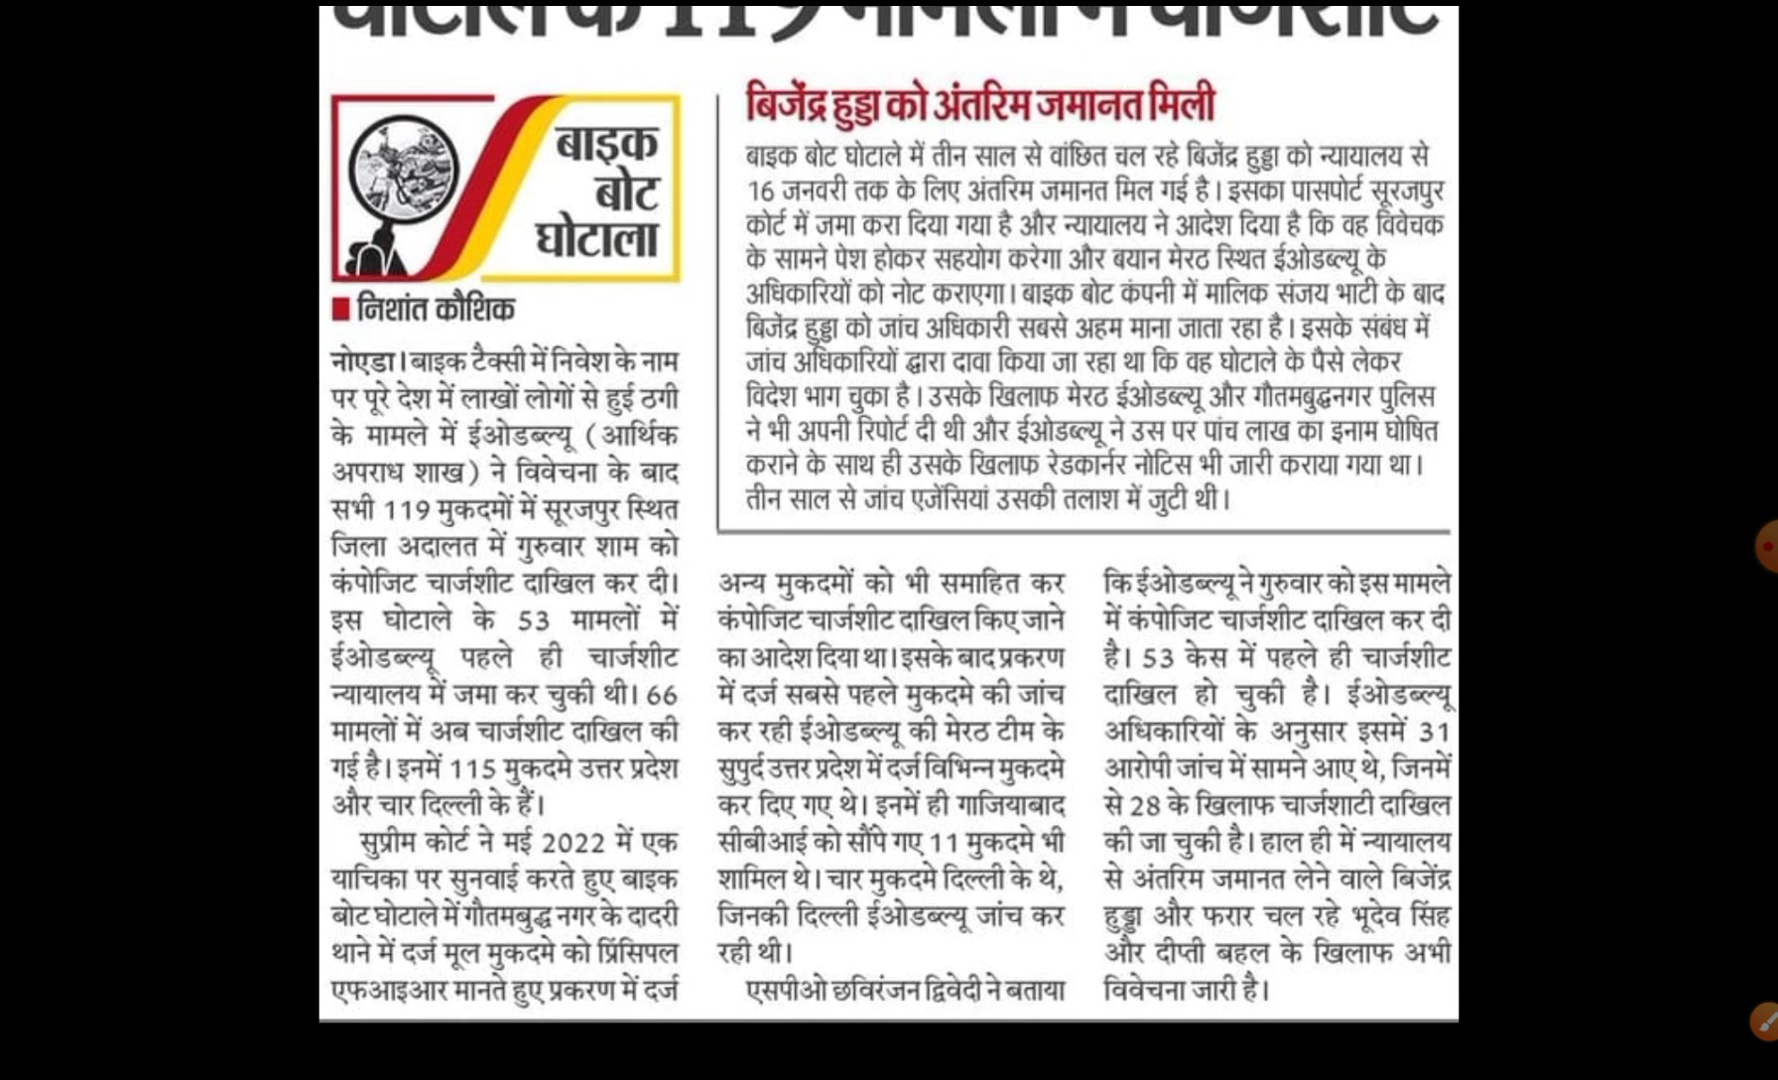 घोटाले के 119 मामलों में चार्जशीट
बाइक
बोट
घोटाला
निशांत कौशिक
नोएडा। बाइक टैक्सी में निवेश के नाम
पर पूरे देश में लाखों लोगों से हुई ठगी
के मामले में ईओडब्ल्यू (आर्थिक
अपराध शाख) ने विवेचना के बाद
सभी 119 मुकदमों में सूरजपुर स्थित
जिला अदालत में गुरुवार शाम को
कंपोजिट चार्जशीट दाखिल कर दी।
इस घोटाले के 53 मामलों में
ईओडब्ल्यू पहले ही चार्जशीट
न्यायालय में जमा कर चुकी थी। 66
मामलों में अब चार्जशीट दाखिल की
गई है। इनमें 115 मुकदमे उत्तर प्रदेश
और चार दिल्ली के हैं।
सुप्रीम कोर्ट ने मई 2022 में एक
याचिका पर सुनवाई करते हुए बाइक
बोट घोटाले में गौतमबुद्ध नगर के दादरी
थाने में दर्ज मूल मुकदमे को प्रिंसिपल
एफआइआर मानते हुए प्रकरण में दर्ज
बिजेंद्र हुड्डा को अंतरिम जमानत मिली
बाइक बोट घोटाले में तीन साल से वांछित चल रहे बिजेंद्र हुड्डा को न्यायालय से
16 जनवरी तक के लिए अंतरिम जमानत मिल गई है। इसका पासपोर्ट सूरजपुर
कोर्ट में जमा करा दिया गया है और न्यायालय ने आदेश दिया है कि वह विवेचक
के सामने पेश होकर सहयोग करेगा और बयान मेरठ स्थित ईओडब्ल्यू के
अधिकारियों को नोट कराएगा। बाइक बोट कंपनी में मालिक संजय भाटी के बाद
बिजेंद्र हुड्डा को जांच अधिकारी सबसे अहम माना जाता रहा है। इसके संबंध में
जांच अधिकारियों द्वारा दावा किया जा रहा था कि वह घोटाले के पैसे लेकर
विदेश भाग चुका है। उसके खिलाफ मेरठ ईओडब्ल्यू और गौतमबुद्धनगर पुलिस
ने भी अपनी रिपोर्ट दी थी और ईओडब्ल्यू ने उस पर पांच लाख का इनाम घोषित
कराने के साथ ही उसके खिलाफ रेडकार्नर नोटिस भी जारी कराया गया था।
तीन साल से जांच एजेंसियां उसकी तलाश में जुटी थी।
अन्य मुकदमों को भी समाहित कर
कंपोजिट चार्जशीट दाखिल किए जाने
का आदेश दिया था। इसके बाद प्रकरण
में दर्ज सबसे पहले मुकदमे की जांच
कर रही ईओडब्ल्यू की मेरठ टीम के
सुपुर्द उत्तर प्रदेश में दर्ज विभिन्न मुकदमे
कर दिए गए थे। इनमें ही गाजियाबाद
सीबीआई को सौंपे गए 11 मुकदमे भी
शामिल थे। चार मुकदमे दिल्ली के थे,
जिनकी दिल्ली ईओडब्ल्यू जांच कर
रही थी।
एसपीओ छविरंजन द्विवेदी ने बताया
कि ईओडब्ल्यू ने गुरुवार को इस मामले
में कंपोजिट चार्जशीट दाखिल कर दी
है। 53 केस में पहले ही चार्जशीट
दाखिल हो चुकी है। ईओडब्ल्यू
अधिकारियों के अनुसार इसमें 31
आरोपी जांच में सामने आए थे, जिनमें
से 28 के खिलाफ चार्जशाटी दाखिल
की जा चुकी है। हाल ही में न्यायालय
से अंतरिम जमानत लेने वाले बिजेंद्र
हुड्डा और फरार चल रहे भूदेव सिंह
और दीप्ती बहल के खिलाफ अभी
विवेचना जारी है।